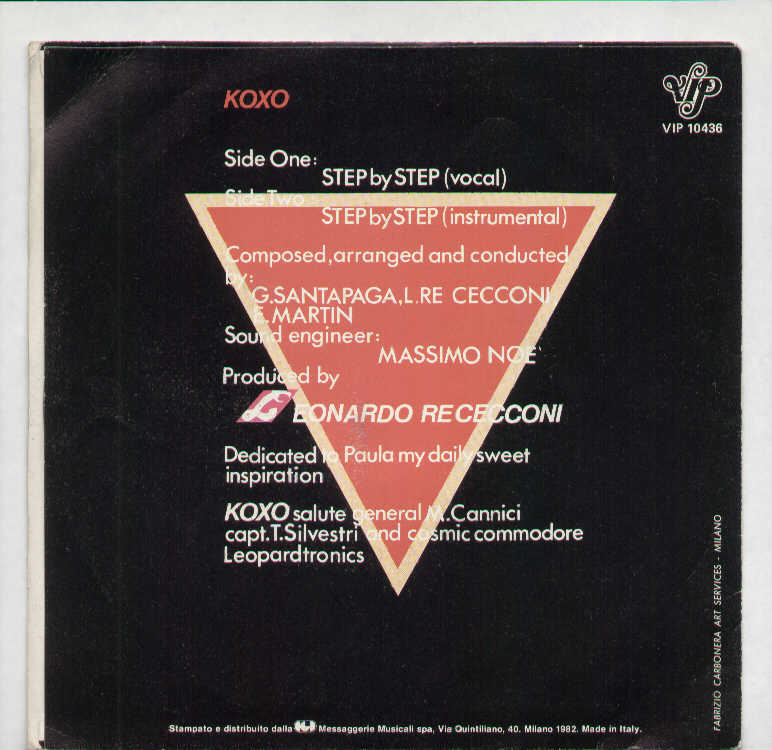 KOXO
VIP
VIP 10436
Side One:
STEP by STEP (vocal)
Side Two:
STEP by STEP (instrumental)
Composed, arranged and conducted
by:
G.SANTAPAGA, L.RE CECCONI,
E.MARTIN
Sound engineer:
MASSIMO NOE`
Produced by
LEONARDO RECECCONI
Dedicated to Paula my daily sweet
inspiration
KOXO salute general M.Cannici
capt.T.Silvestri and cosmic commodore
Leopardtronics
FABRIZIO CARBONERA ART SERVICES - MILANO
Stampato e distribuito dalla Messaggerie Musicali spa, Via Quintiliano, 40. Milano 1982. Made in Italy.